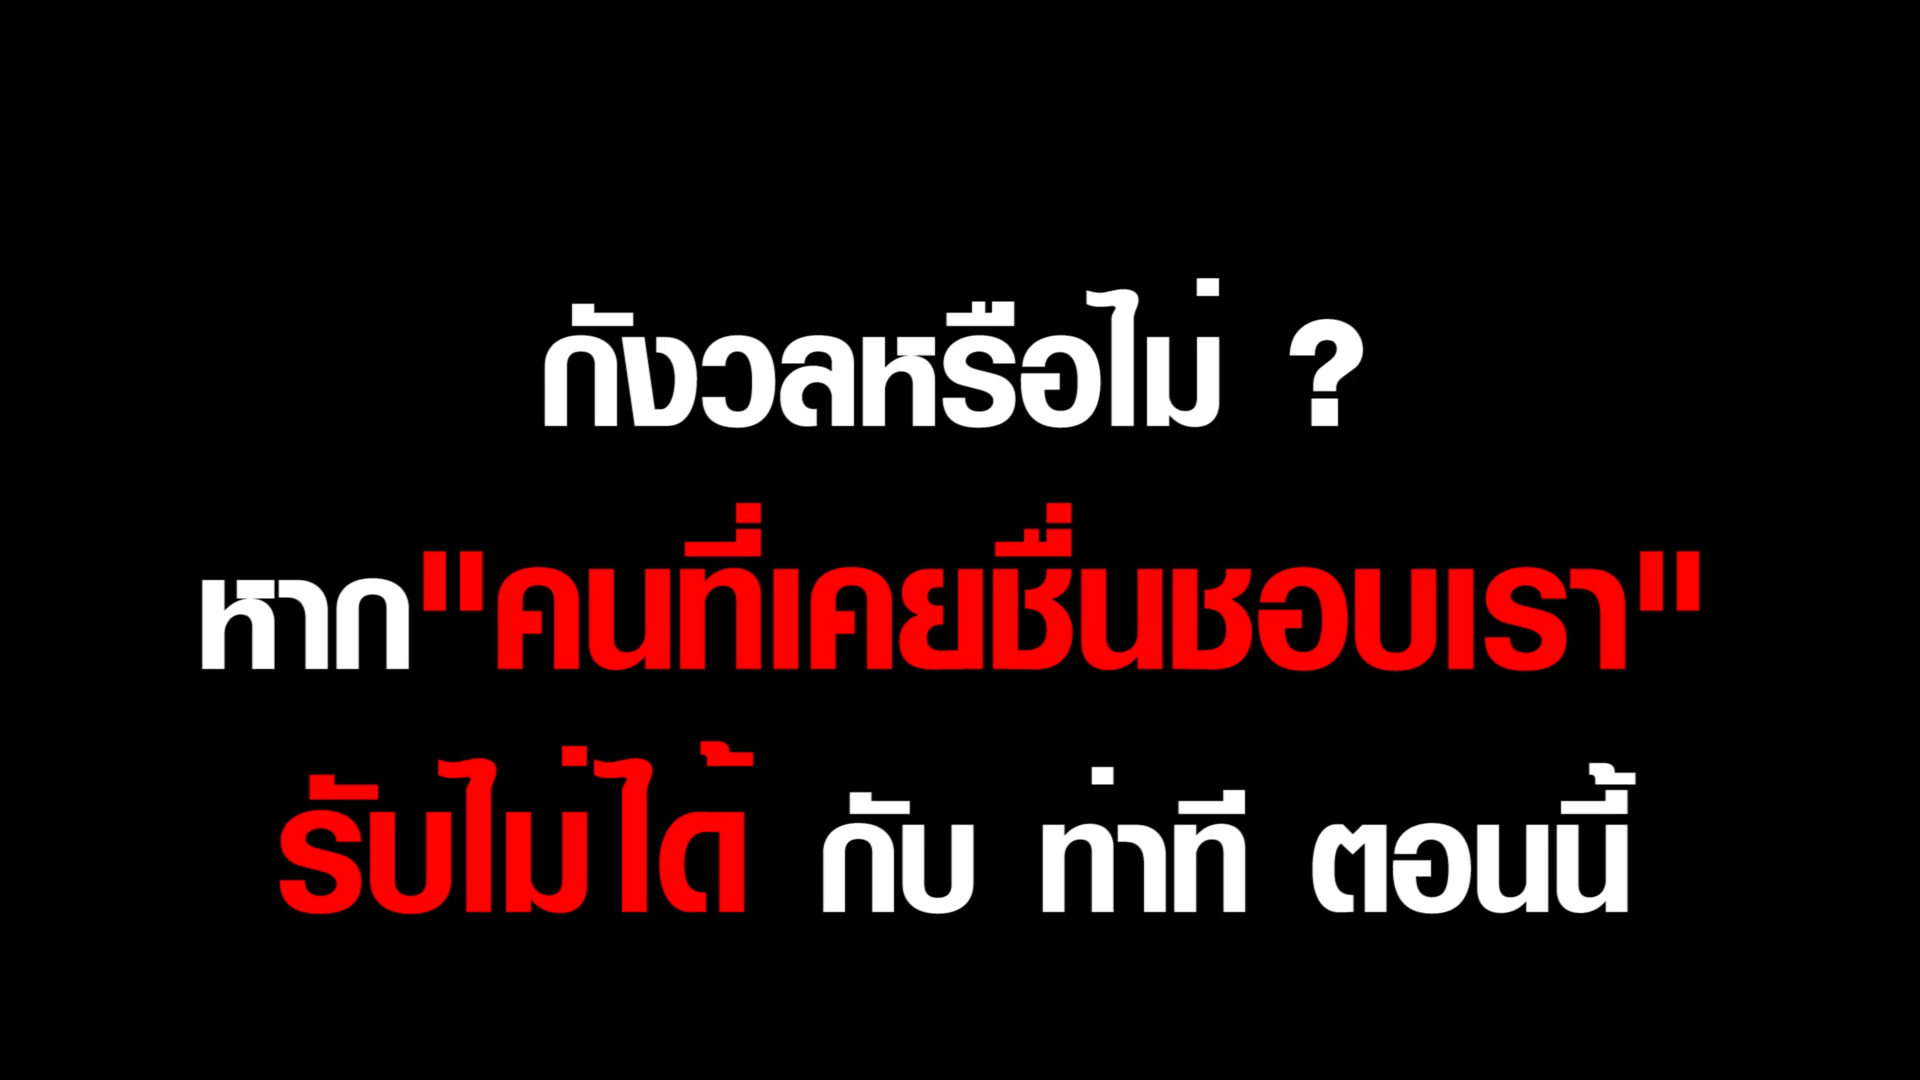 กังวลหรือไม่ ?
หาก"คนที่เคยชื่นชอบเรา"
รับไม่ได้ กับ ท่าที ตอนนี้